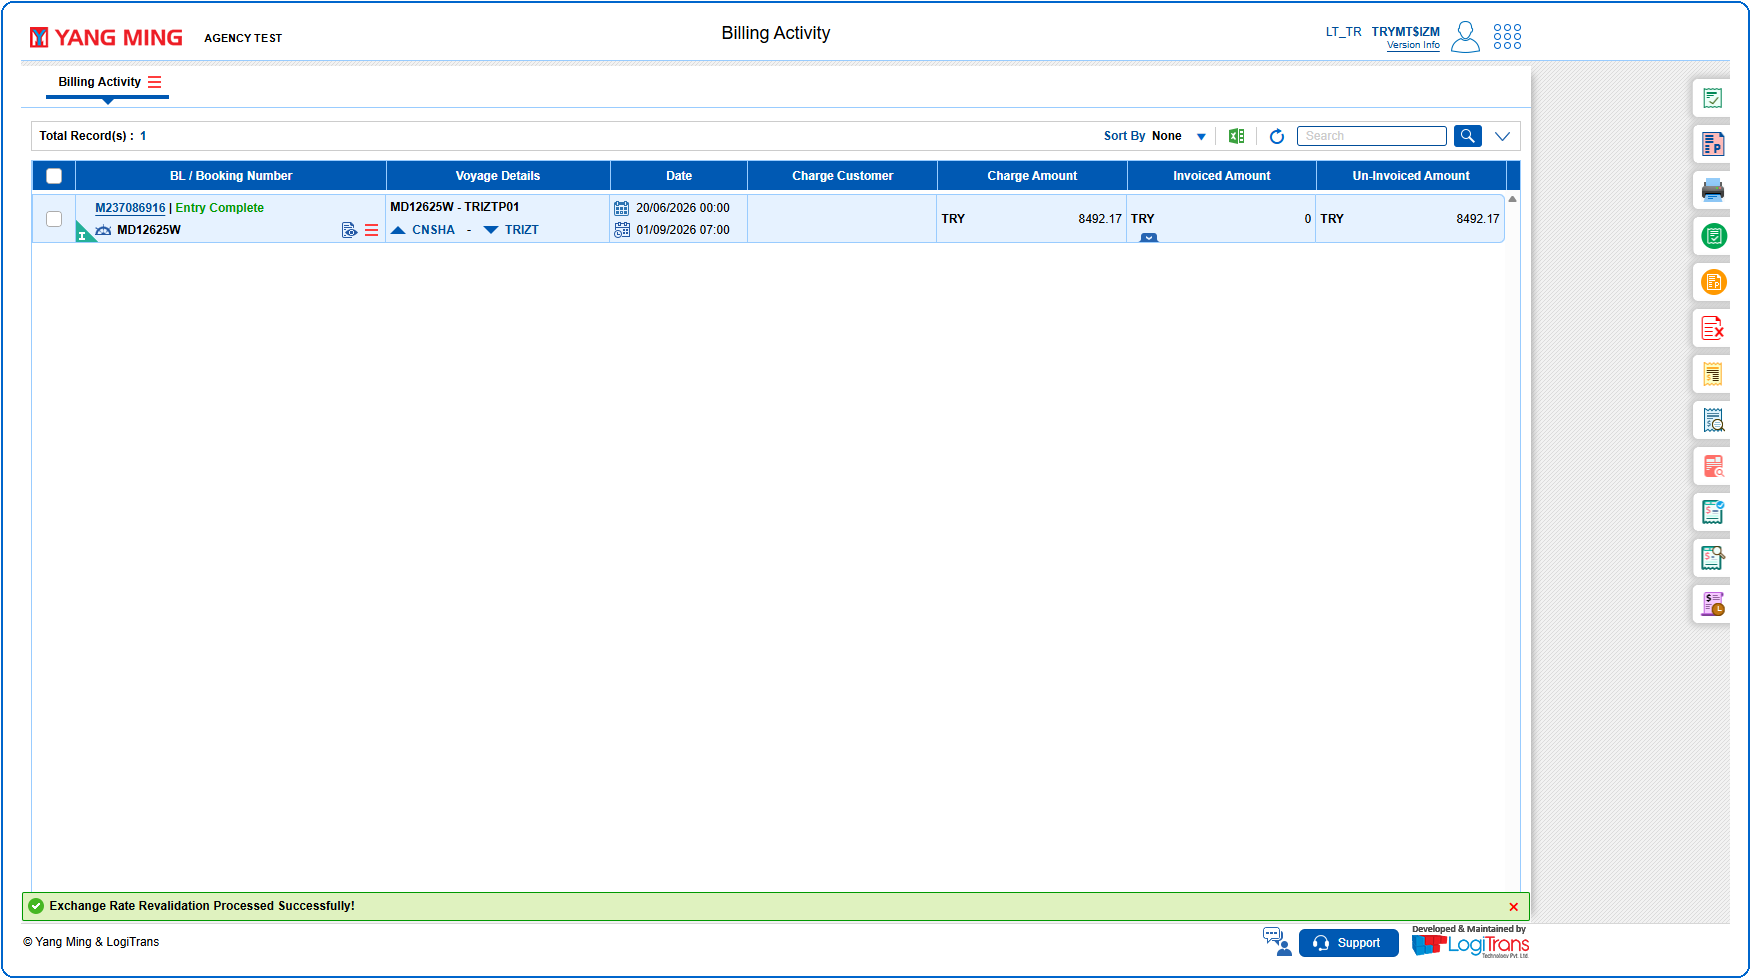 YANG MING AGENCY TEST
Billing Activity
LT_TR TRYMT$IZM
Version Info
Billing Activity
Total Record(s) : 1
Sort By None
Search
BL / Booking Number Voyage Details Date Charge Customer Charge Amount Invoiced Amount Un-Invoiced Amount
M237086916 | Entry Complete MD12625W - TRIZTP01 20/06/2026 00:00
TRY 8492.17 TRY 0 TRY 8492.17
I MD12625W CNSHA - TRIZT 01/09/2026 07:00
Exchange Rate Revalidation Processed Successfully!
© Yang Ming & LogiTrans
Support
Developed & Maintained by
LogiTrans
Technology Pvt. Ltd.